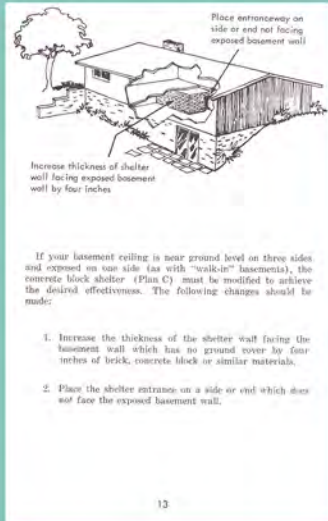 Place entranceway on
side or end not facing
exposed basement wall
Increase thickness of shelter
wall facing exposed basement
wall by four inches
If your basement ceiling is near ground level on three sides
and exposed on one side (as with "walk-in" basements), the
concrete block shelter (Plan C) must be modified to achieve
the desired effectiveness. The following changes should be
made:
1. Increase the thickness of the shelter wall facing the
basement wall which has no ground cover by four
inches of brick, concrete block or similar materials.
2. Place the shelter entrance on a side or end which does
not face the exposed basement wall.
13